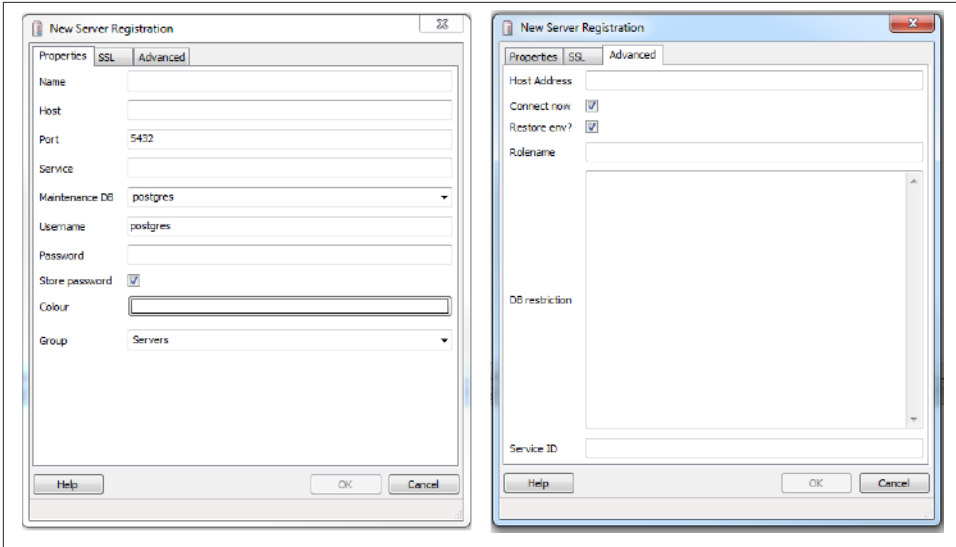 New Server Registration
Properties SSL Advanced
Name
Host
Port 5432
Service
Maintenance DB postgres
Username postgres
Password
Store password
Colour
Group Servers
Help OK Cancel
New Server Registration
Properties SSL Advanced
Host Address
Connect now
Restore env?
Rolename
DB restriction
Service ID
Help OK Cancel